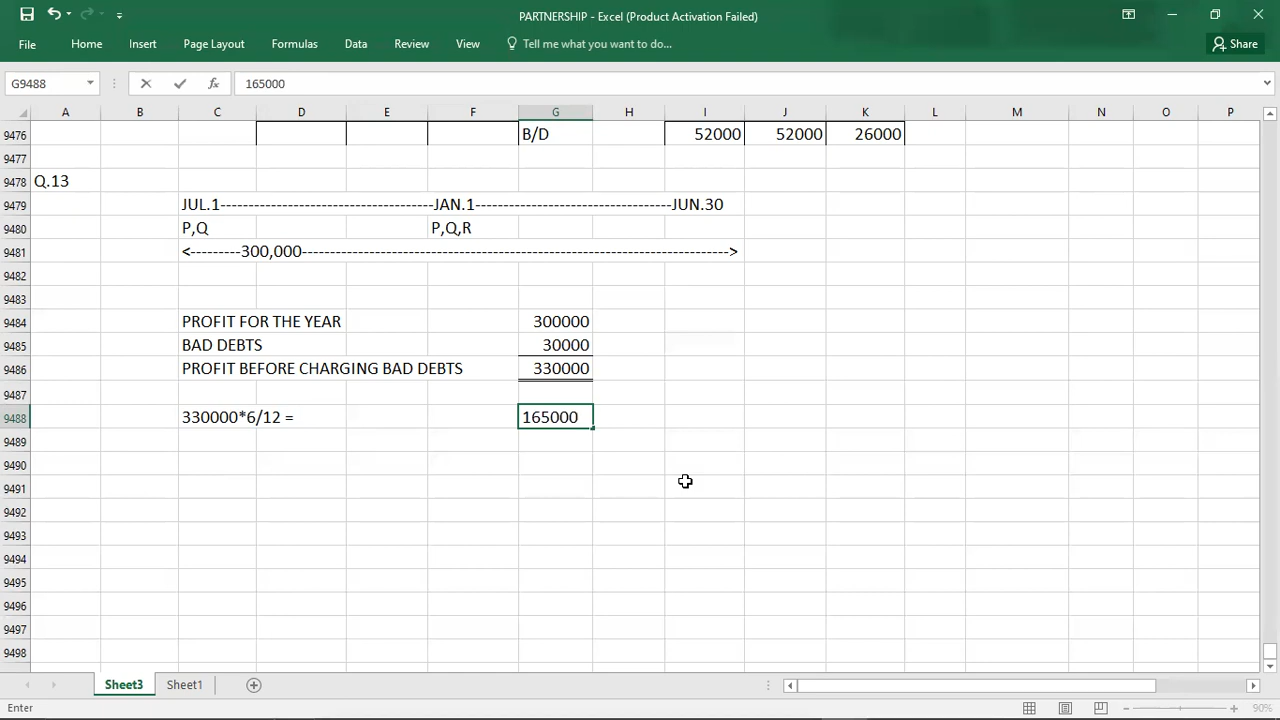 PARTNERSHIP - Excel (Product Activation Failed)
File Home Insert Page Layout Formulas Data Review View Tell me what you want to do... Share
G9488 fx 165000
A B C D E F G H I J K L M N O P
9476 B/D 52000 52000 26000
9477
9478 Q.13
9479 JUL.1-------------------------------------JAN.1----------------------------------JUN.30
9480 P,Q P,Q,R
9481 <---------300,000-------------------------------------------------------------------------->
9482
9483
9484 PROFIT FOR THE YEAR 300000
9485 BAD DEBTS 30000
9486 PROFIT BEFORE CHARGING BAD DEBTS 330000
9487
9488 330000*6/12 = 165000
9489
9490
9491
9492
9493
9494
9495
9496
9497
9498
Sheet3 Sheet1
Enter 90%